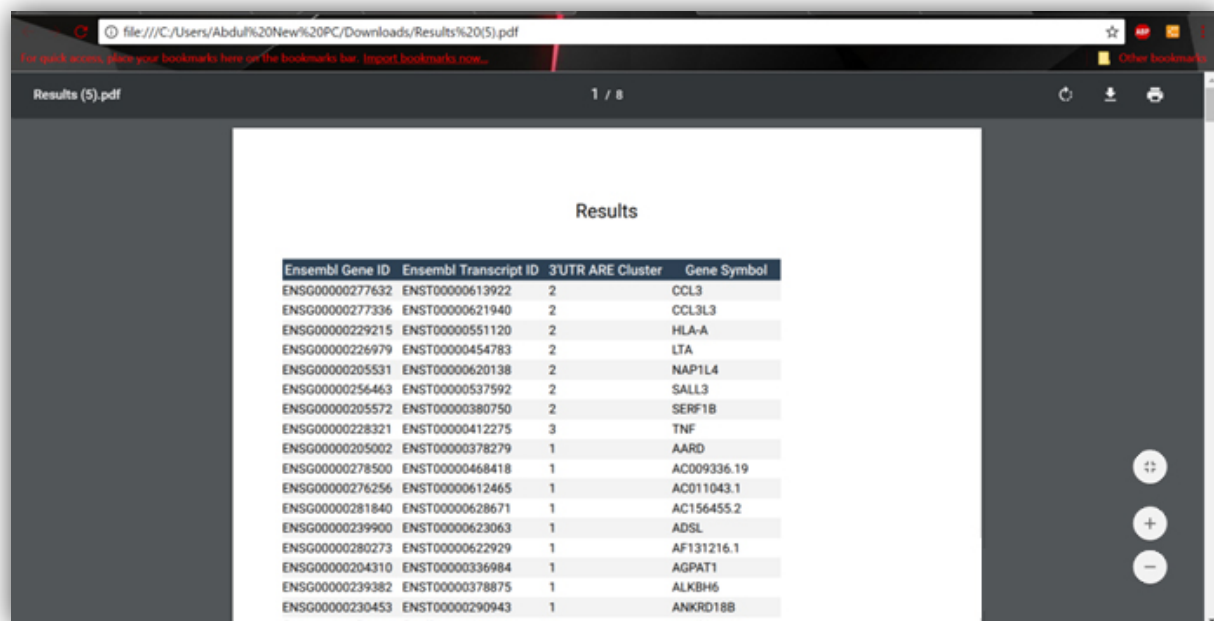 file:///C:/Users/Abdul%20New%20PC/Downloads/Results%20(5).pdf
ABP
For quick access, place your bookmarks here on the bookmarks bar. Import bookmarks now... Other bookmarks
Results (5).pdf 1 / 8
Results
Ensembl Gene ID Ensembl Transcript ID 3'UTR ARE Cluster Gene Symbol
ENSG00000277632 ENST00000613922 2 CCL3
ENSG00000277336 ENST00000621940 2 CCL3L3
ENSG00000229215 ENST00000551120 2 HLA-A
ENSG00000226979 ENST00000454783 2 LTA
ENSG00000205531 ENST00000620138 2 NAP1L4
ENSG00000256463 ENST00000537592 2 SALL3
ENSG00000205572 ENST00000380750 2 SERF1B
ENSG00000228321 ENST00000412275 3 TNF
ENSG00000205002 ENST00000378279 1 AARD
ENSG00000278500 ENST00000468418 1 AC009336.19
ENSG00000276256 ENST00000612465 1 AC011043.1
ENSG00000281840 ENST00000628671 1 AC156455.2
ENSG00000239900 ENST00000623063 1 ADSL
ENSG00000280273 ENST00000622929 1 AF131216.1
ENSG00000204310 ENST00000336984 1 AGPAT1
ENSG00000239382 ENST00000378875 1 ALKBH6
ENSG00000230453 ENST00000290943 1 ANKRD18B